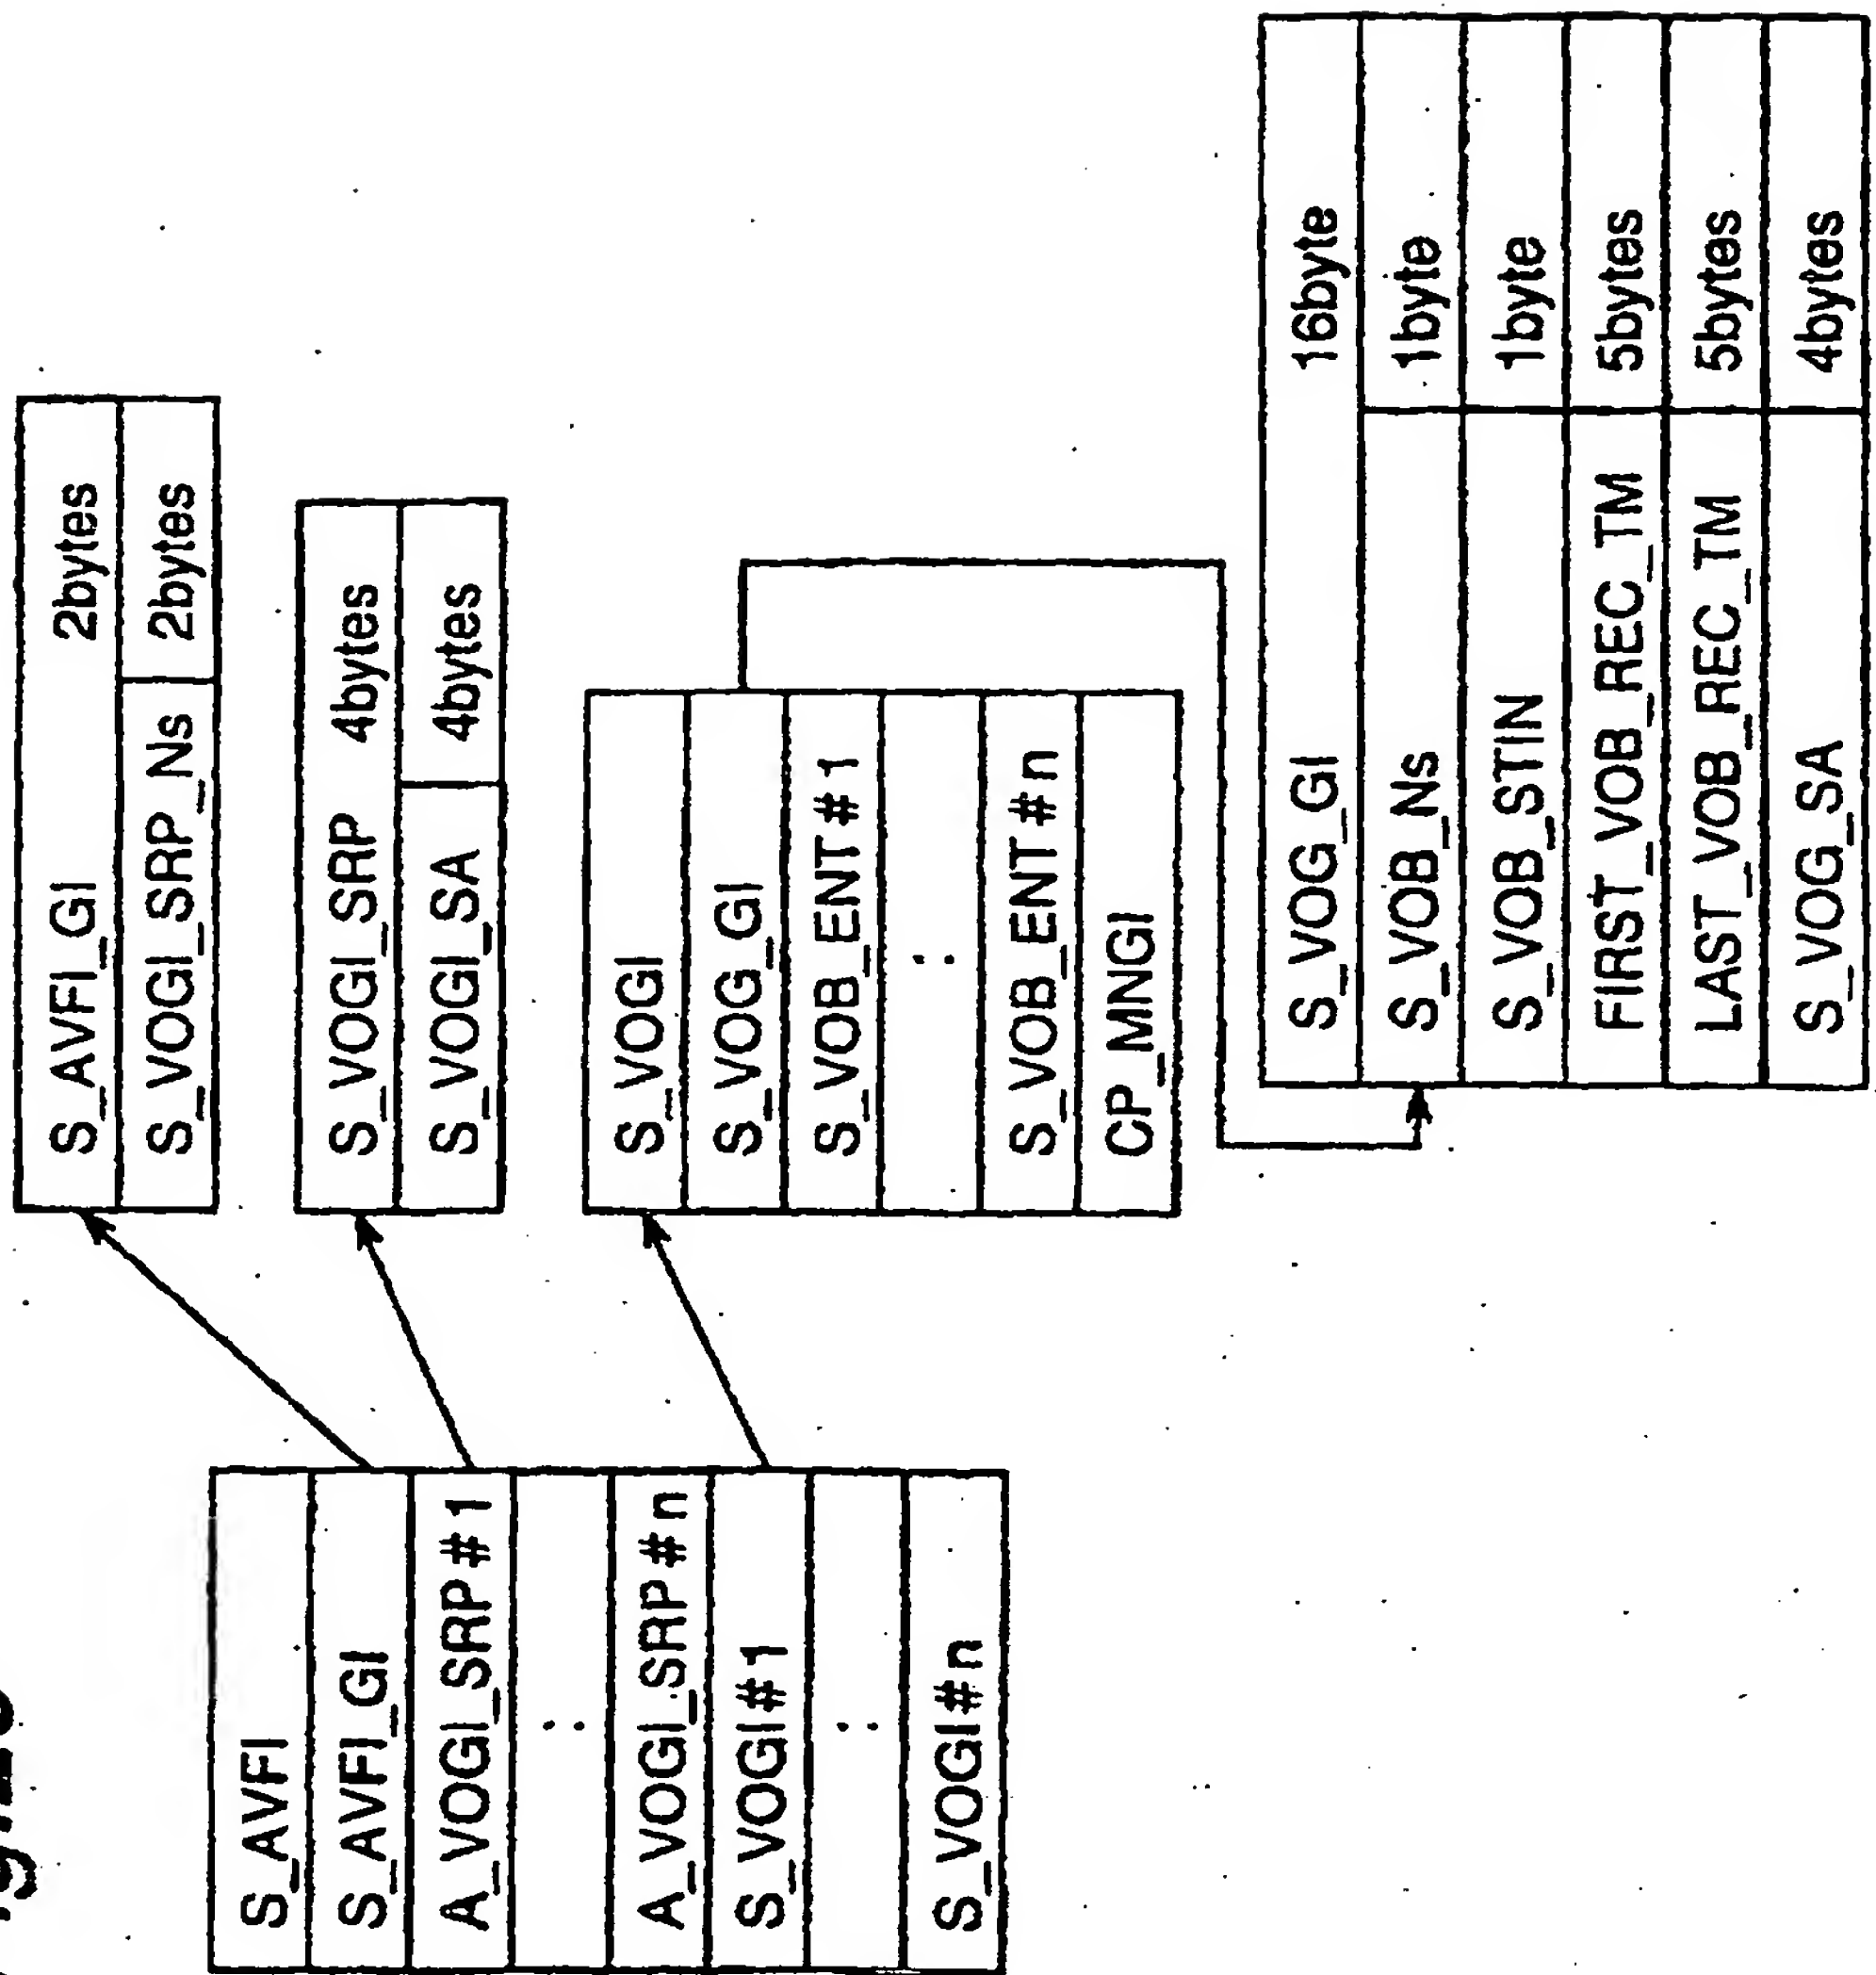 S_AVFI
S_AVFI_GI
A_VOGI_SRP#1
:
A_VOGI_SRP#n
S_VOGI#1
:
S_VOGI#n
S_AVFI_GI 2bytes
S_VOGI_SRP_Ns 2bytes
S_VOGI_SRP 4bytes
S_VOGI_SA 4bytes
S_VOGI
S_VOG_GI
S_VOB_ENT#1
:
S_VOB_ENT#n
CP_MNGI
S_VOG_GI 16byte
S_VOB_Ns 1byte
S_VOB_STIN 1byte
FIRST_VOB_REC_TM 5bytes
LAST_VOB_REC_TM 5bytes
S_VOG_SA 4bytes